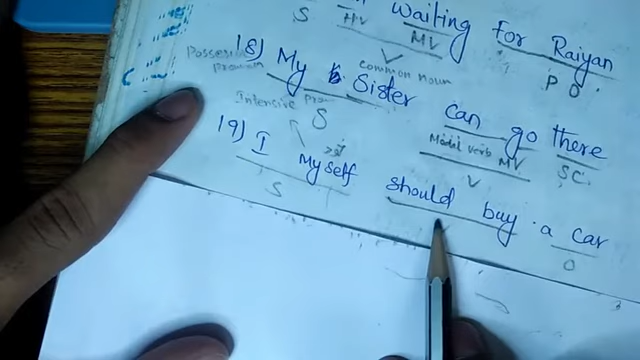 waiting for Raiyan
S HV MV P O
V
18) My Sister can go there
Possessive pronoun common noun Modal verb MV SC
S V
Intensive pro
19) I Myself should buy a car
S O